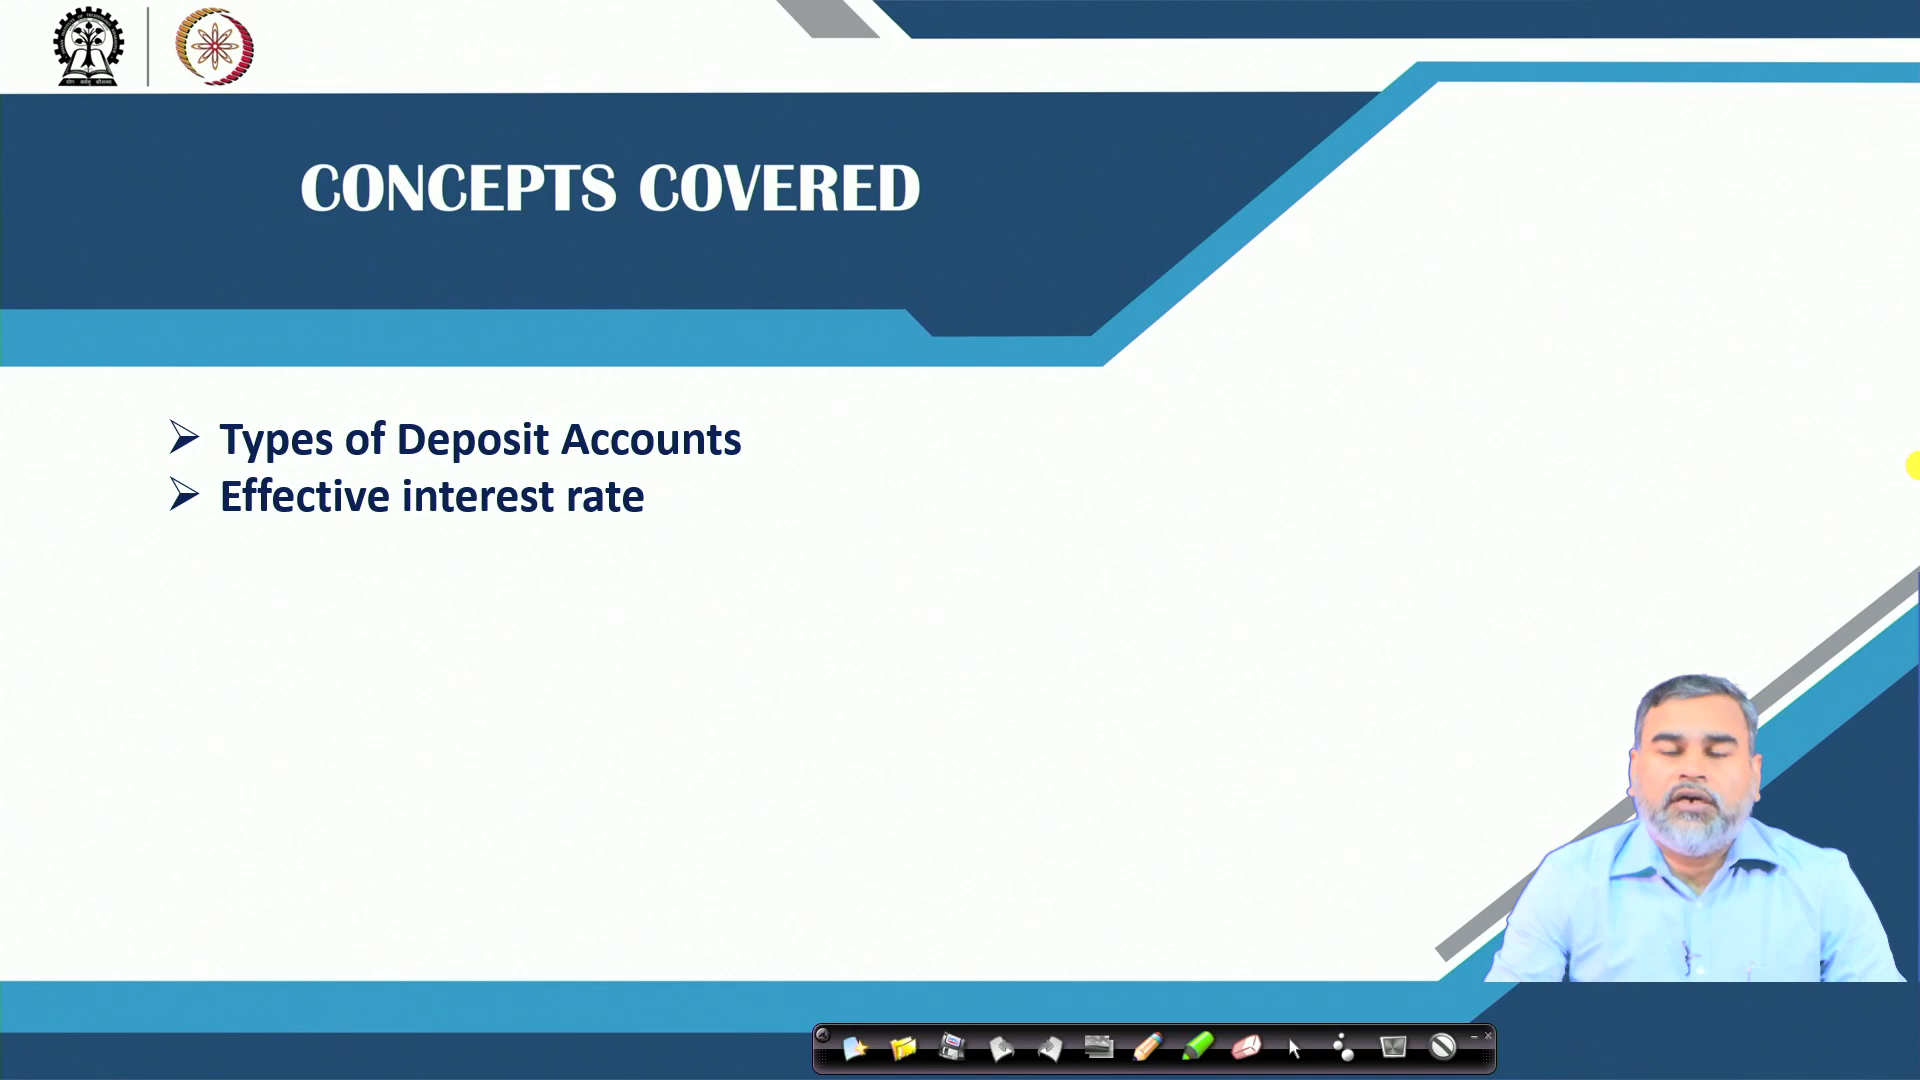 CONCEPTS COVERED
Types of Deposit Accounts
Effective interest rate